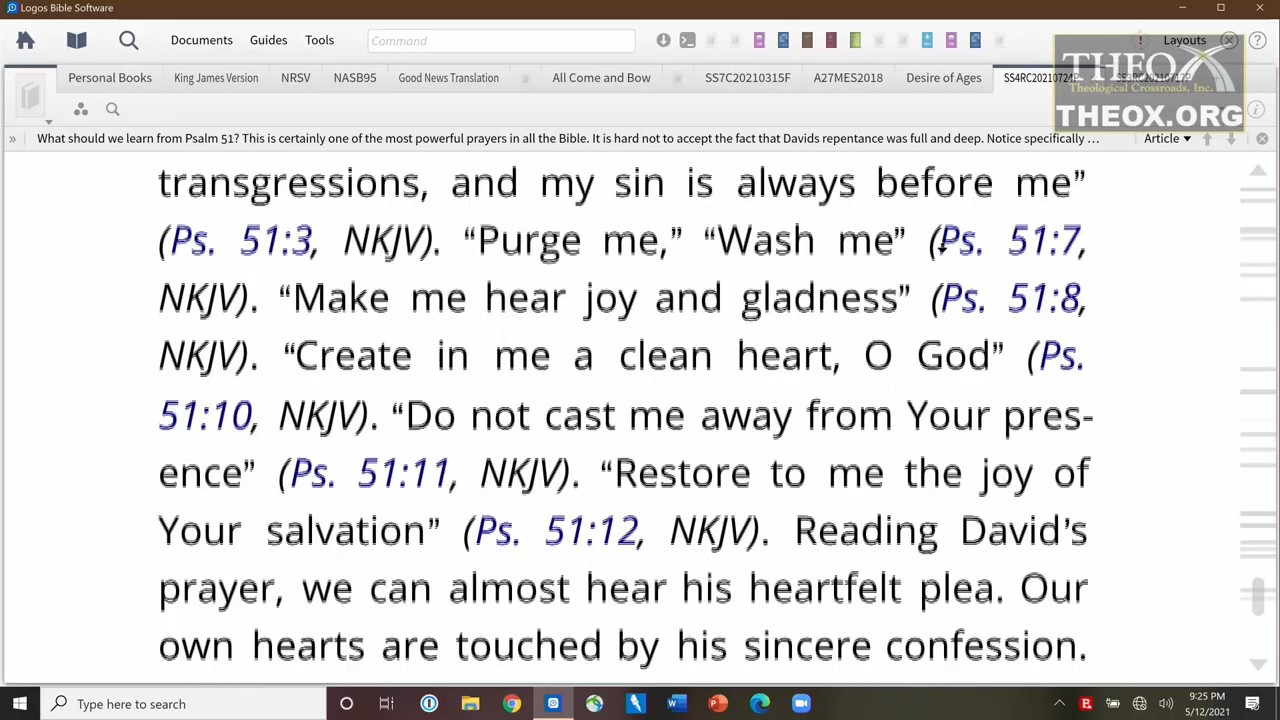 Logos Bible Software
Documents Guides Tools Command Layouts
Personal Books King James Version NRSV NASB95 Good News Translation All Come and Bow SS7C20210315F A27MES2018 Desire of Ages SS4RC20210724P SS3RC20210717P
THEOX
Theological Crossroads, Inc.
THEOX.ORG
What should we learn from Psalm 51? This is certainly one of the most powerful prayers in all the Bible. It is hard not to accept the fact that Davids repentance was full and deep. Notice specifically ... Article
transgressions, and my sin is always before me”
(Ps. 51:3, NKJV). “Purge me,” “Wash me” (Ps. 51:7,
NKJV). “Make me hear joy and gladness” (Ps. 51:8,
NKJV). “Create in me a clean heart, O God” (Ps.
51:10, NKJV). “Do not cast me away from Your pres-
ence” (Ps. 51:11, NKJV). “Restore to me the joy of
Your salvation” (Ps. 51:12, NKJV). Reading David’s
prayer, we can almost hear his heartfelt plea. Our
own hearts are touched by his sincere confession.
Type here to search
9:25 PM
5/12/2021